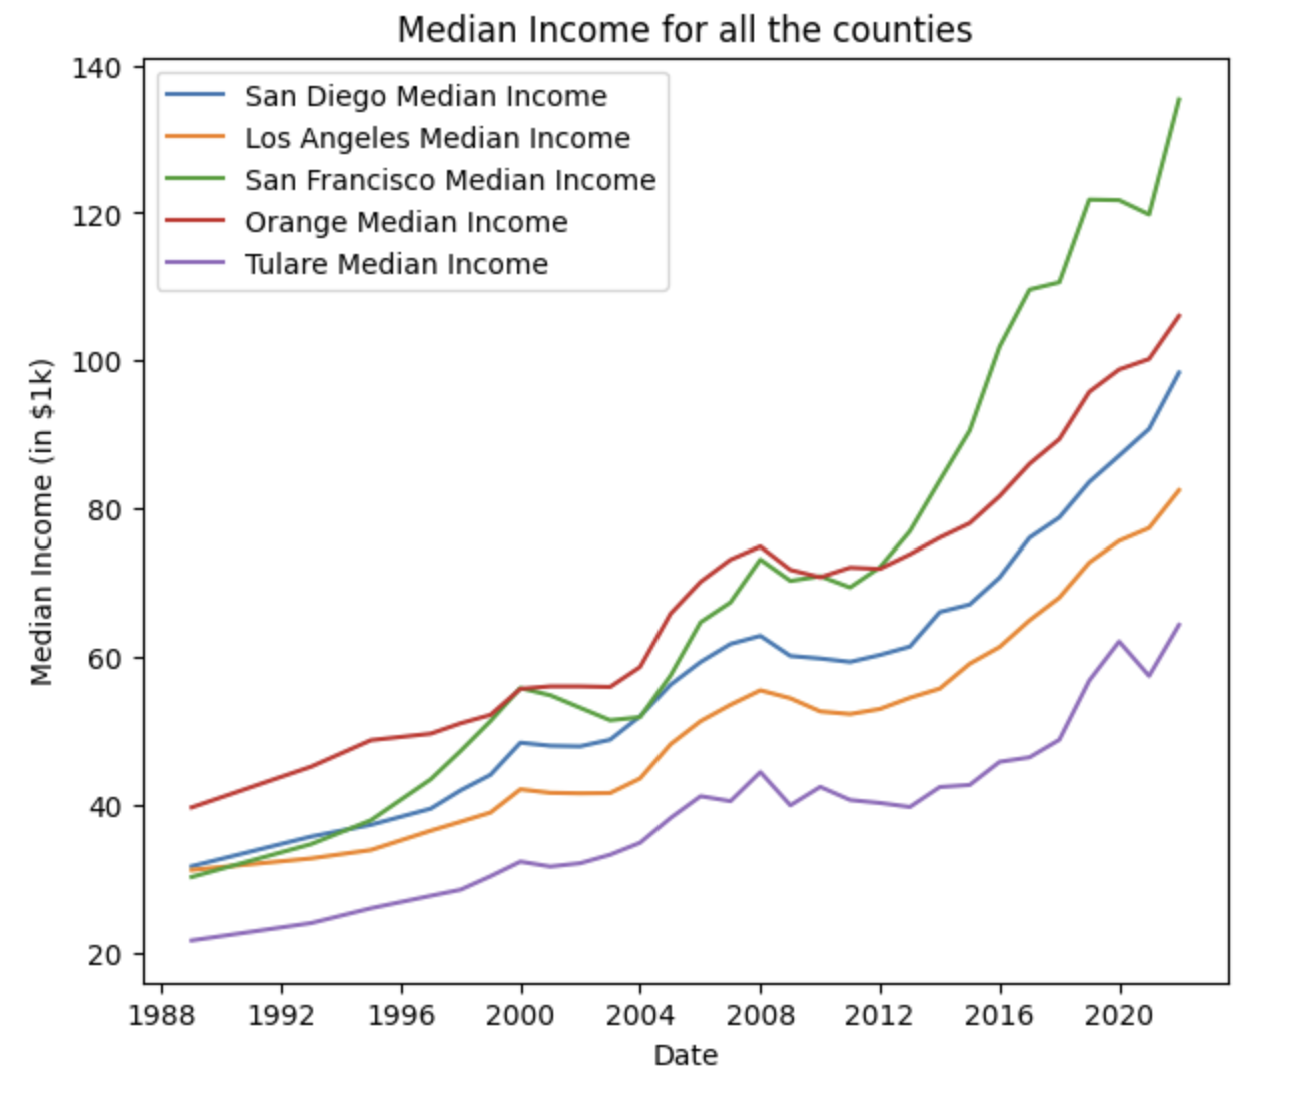 Median Income for all the counties
140
120
100
80
60
40
20
Median Income (in $1k)
San Diego Median Income
Los Angeles Median Income
San Francisco Median Income
Orange Median Income
Tulare Median Income
1988 1992 1996 2000 2004 2008 2012 2016 2020
Date